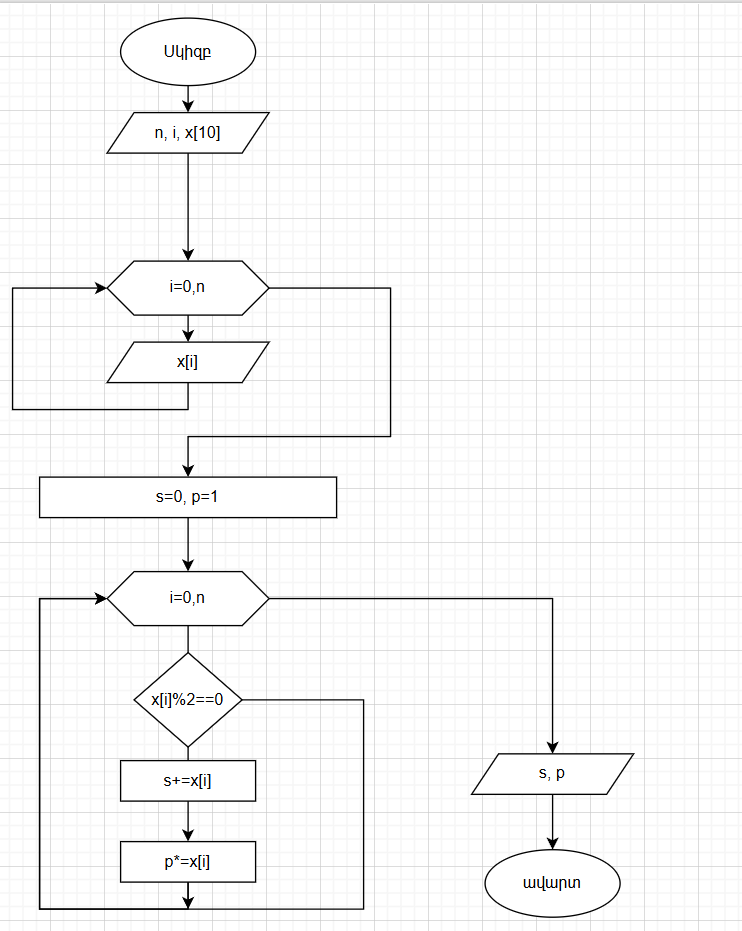 Սկիզբ
n, i, x[10]
i=0,n
x[i]
s=0, p=1
i=0,n
x[i]%2==0
s+=x[i]
p*=x[i]
s, p
ավարտ